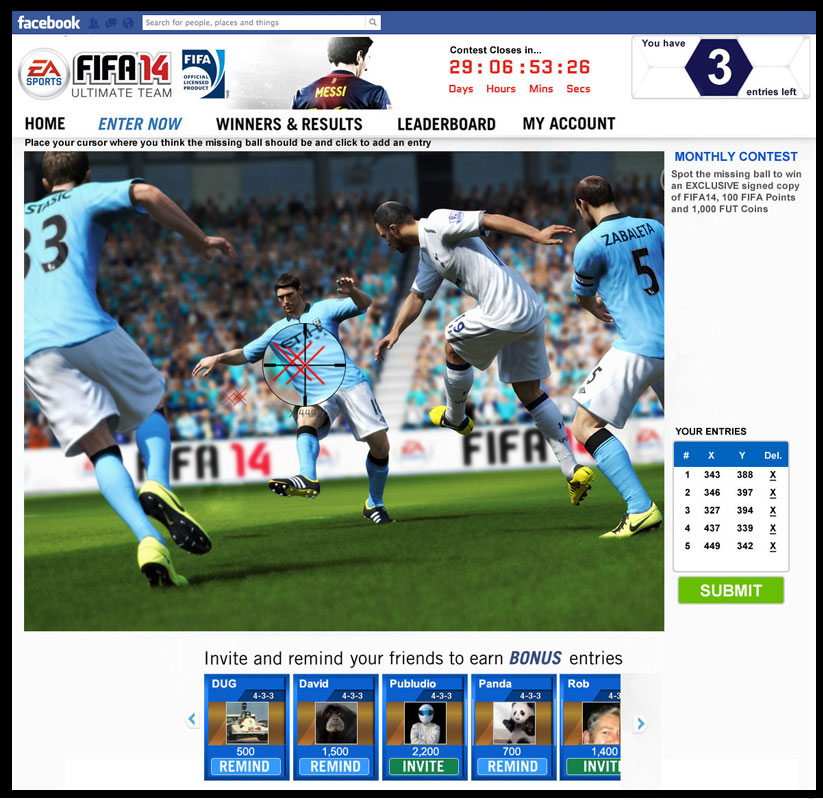 facebook
Search for people, places and things
EA SPORTS
FIFA 14
ULTIMATE TEAM
FIFA
OFFICIAL
LICENSED
PRODUCT
MESSI
Contest Closes in...
29:06:53:26
Days Hours Mins Secs
You have
3
entries left
HOME
ENTER NOW
WINNERS & RESULTS
LEADERBOARD
MY ACCOUNT
Place your cursor where you think the missing ball should be and click to add an entry
33
ZABALETA
5
5
FIFA 14
FIFA 14
MONTHLY CONTEST
Spot the missing ball to win
an EXCLUSIVE signed copy
of FIFA14, 100 FIFA Points
and 1,000 FUT Coins
YOUR ENTRIES
# X Y Del.
1 343 388 X
2 346 397 X
3 327 394 X
4 437 339 X
5 449 342 X
SUBMIT
Invite and remind your friends to earn BONUS entries
DUG
4-3-3
500
REMIND
David
4-3-3
1,500
REMIND
Publudio
4-3-3
2,200
INVITE
Panda
4-3-3
700
REMIND
Rob
4-3-3
1,400
INVIT